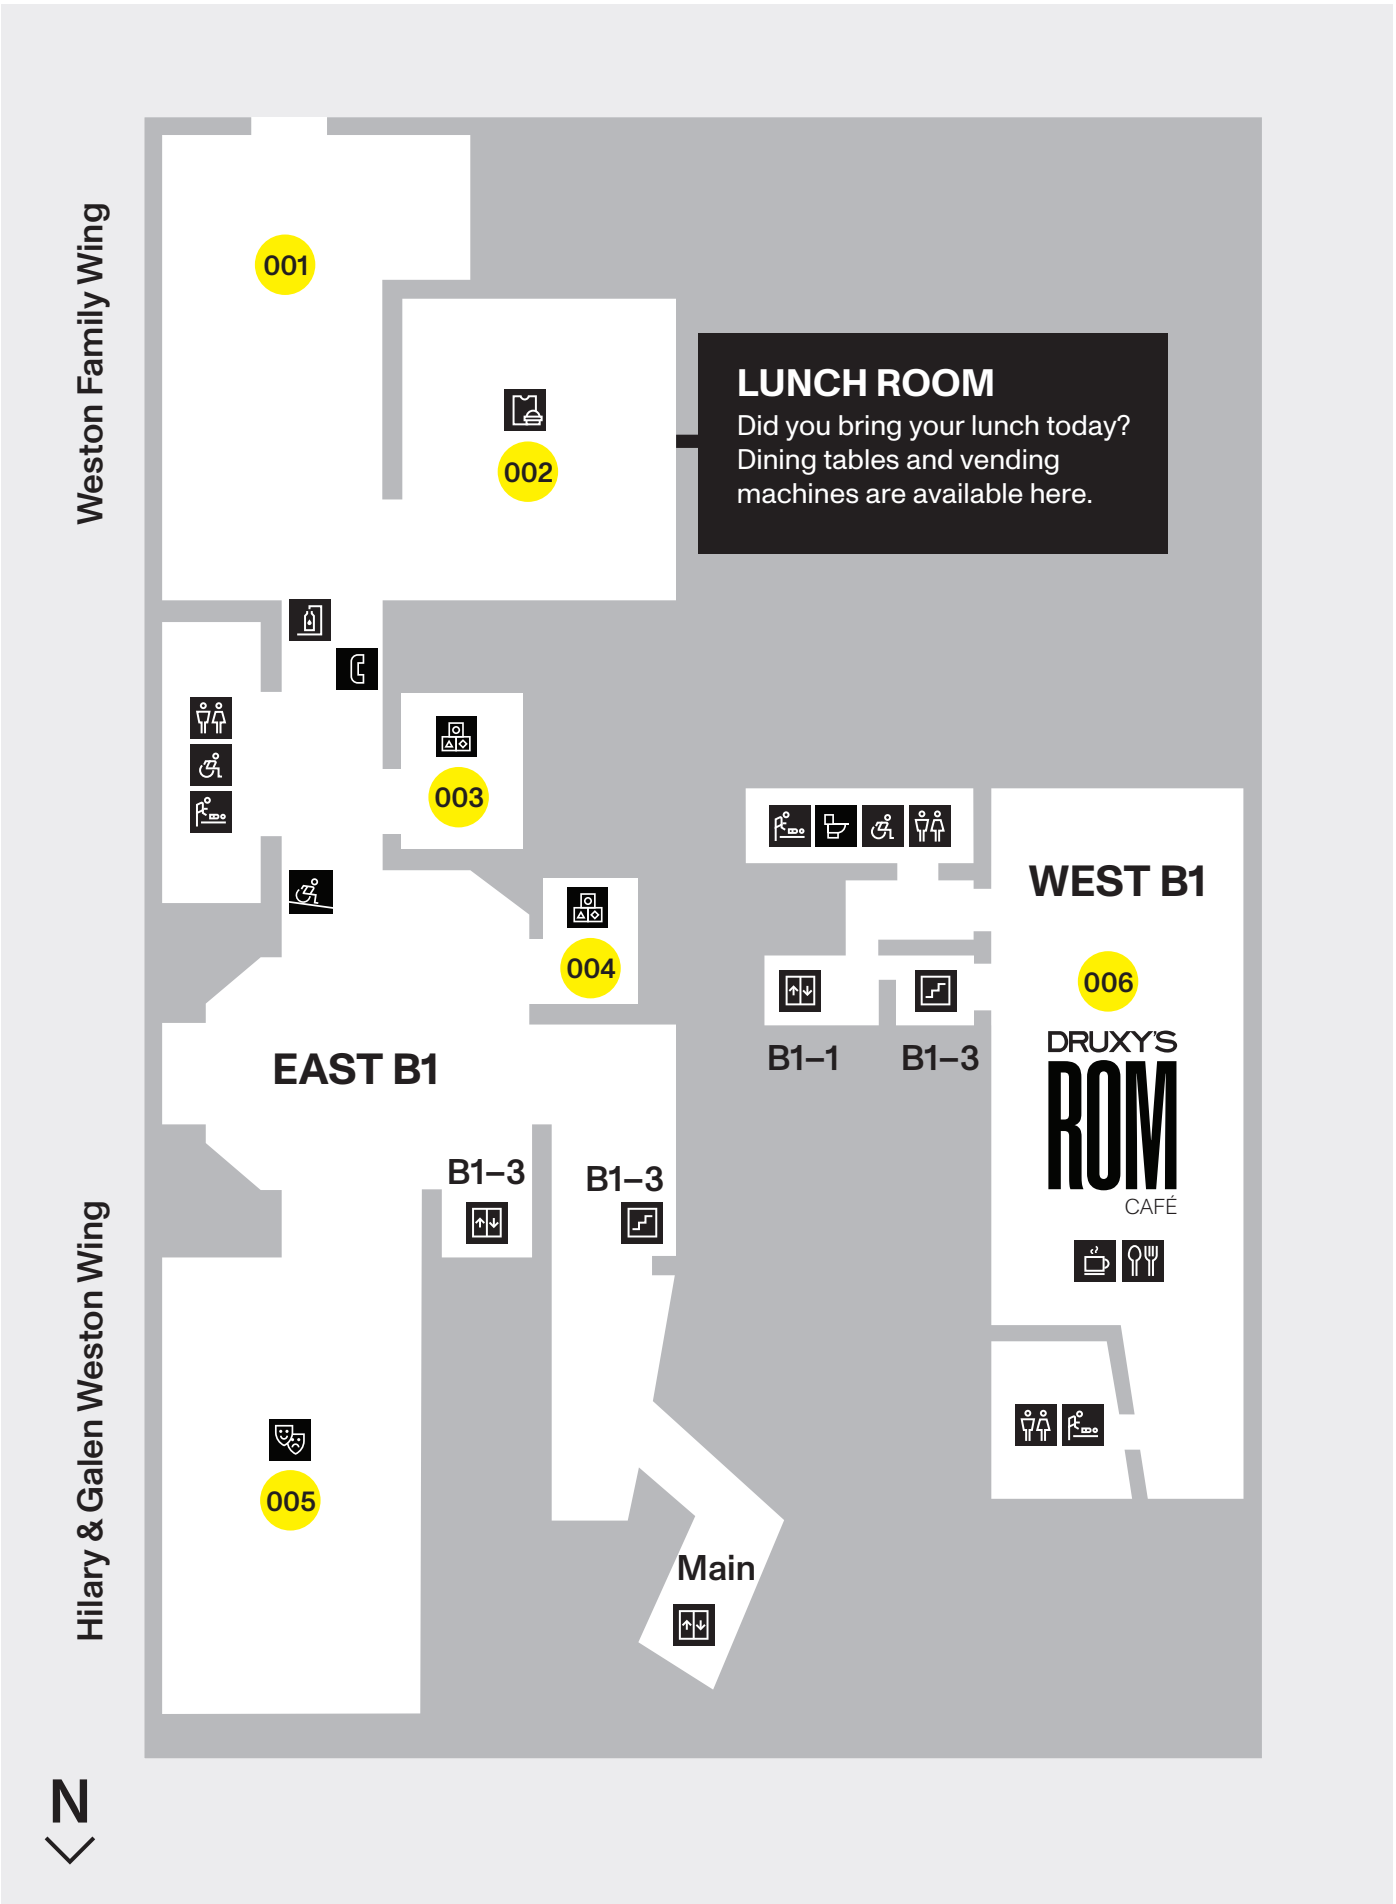 Weston Family Wing
001
LUNCH ROOM
Did you bring your lunch today?
Dining tables and vending
machines are available here.
002
003
WEST B1
004
006
DRUXY'S
ROM
CAFÉ
B1–1
B1–3
EAST B1
B1–3
B1–3
Hilary & Galen Weston Wing
005
Main
N